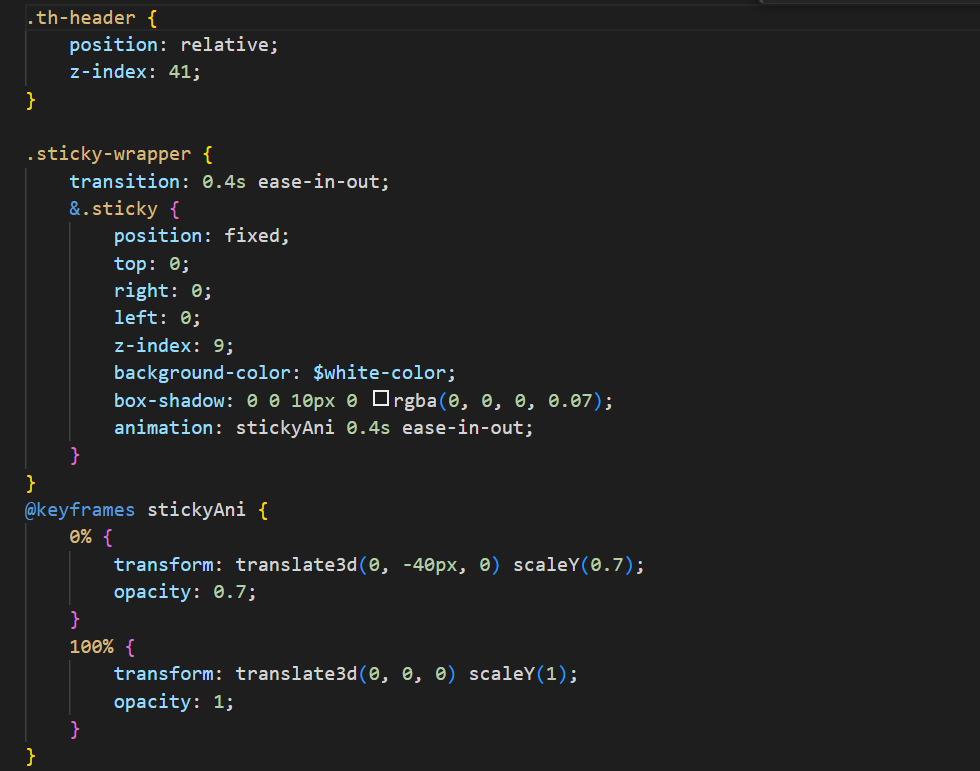 .th-header {
    position: relative;
    z-index: 41;
}

.sticky-wrapper {
    transition: 0.4s ease-in-out;
    &.sticky {
        position: fixed;
        top: 0;
        right: 0;
        left: 0;
        z-index: 9;
        background-color: $white-color;
        box-shadow: 0 0 10px 0 rgba(0, 0, 0, 0.07);
        animation: stickyAni 0.4s ease-in-out;
    }
}
@keyframes stickyAni {
    0% {
        transform: translate3d(0, -40px, 0) scaleY(0.7);
        opacity: 0.7;
    }
    100% {
        transform: translate3d(0, 0, 0) scaleY(1);
        opacity: 1;
    }
}